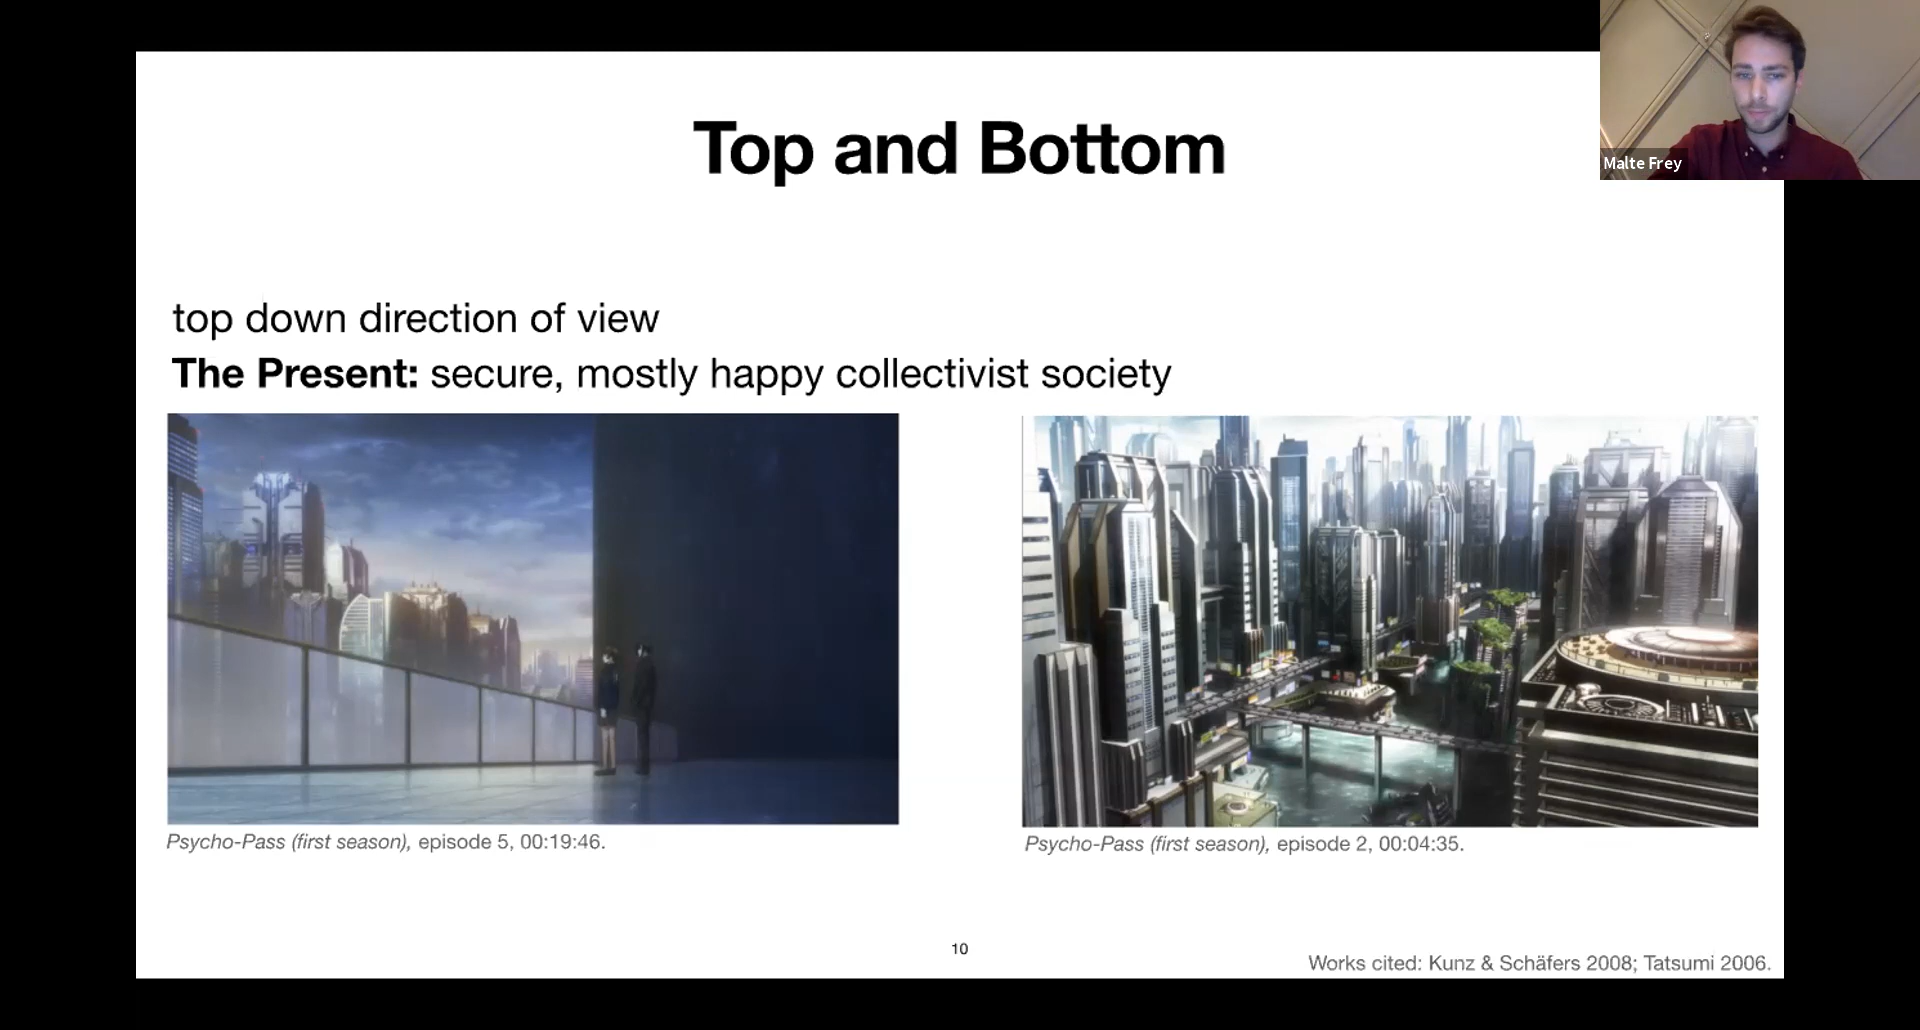 Top and Bottom
Malte Frey
top down direction of view
The Present: secure, mostly happy collectivist society
Psycho-Pass (first season), episode 5, 00:19:46.
Psycho-Pass (first season), episode 2, 00:04:35.
10
Works cited: Kunz & Schäfers 2008; Tatsumi 2006.